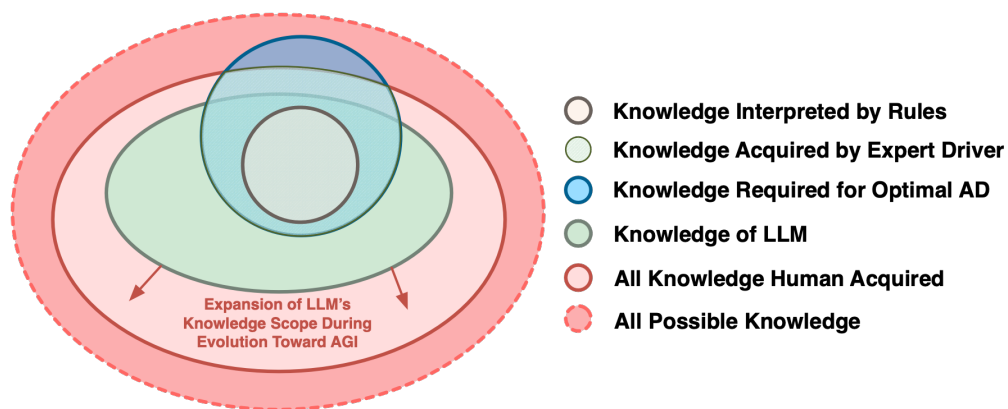 Knowledge Interpreted by Rules
Knowledge Acquired by Expert Driver
Knowledge Required for Optimal AD
Knowledge of LLM
All Knowledge Human Acquired
All Possible Knowledge
Expansion of LLM's
Knowledge Scope During
Evolution Toward AGI